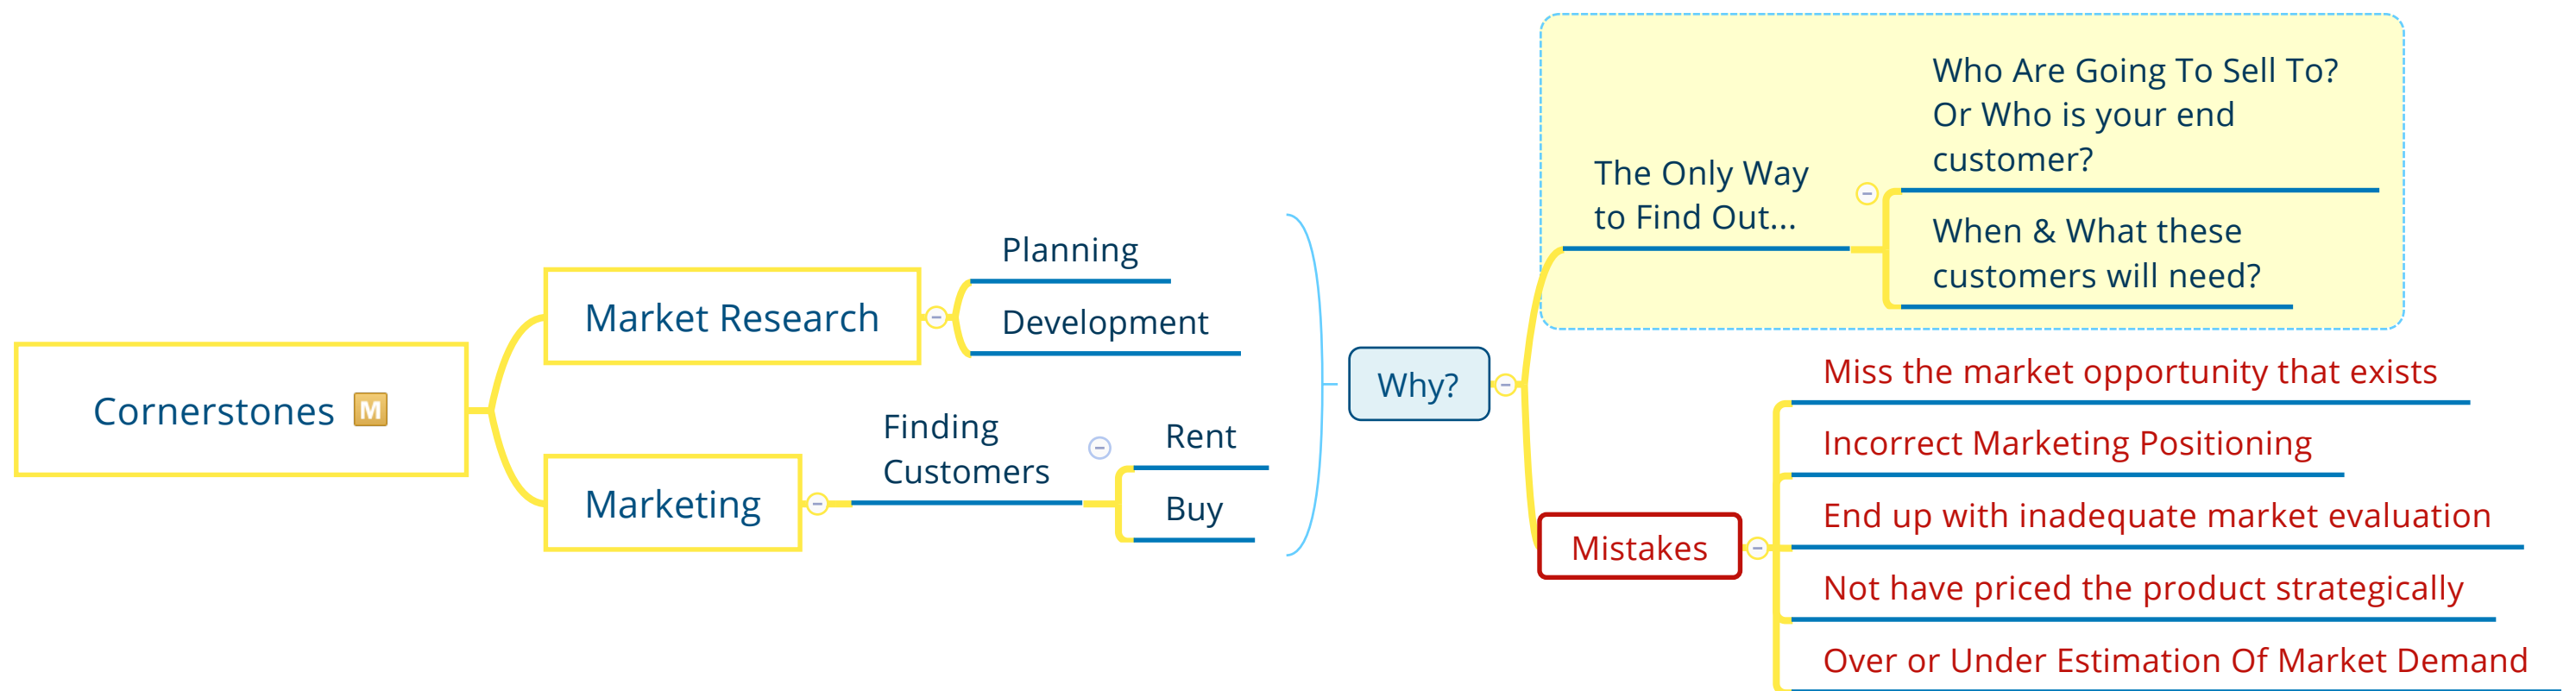 Cornerstones M
Market Research
Planning
Development
Marketing
Finding
Customers
Rent
Buy
Why?
The Only Way
to Find Out...
Who Are Going To Sell To?
Or Who is your end
customer?
When & What these
customers will need?
Mistakes
Miss the market opportunity that exists
Incorrect Marketing Positioning
End up with inadequate market evaluation
Not have priced the product strategically
Over or Under Estimation Of Market Demand